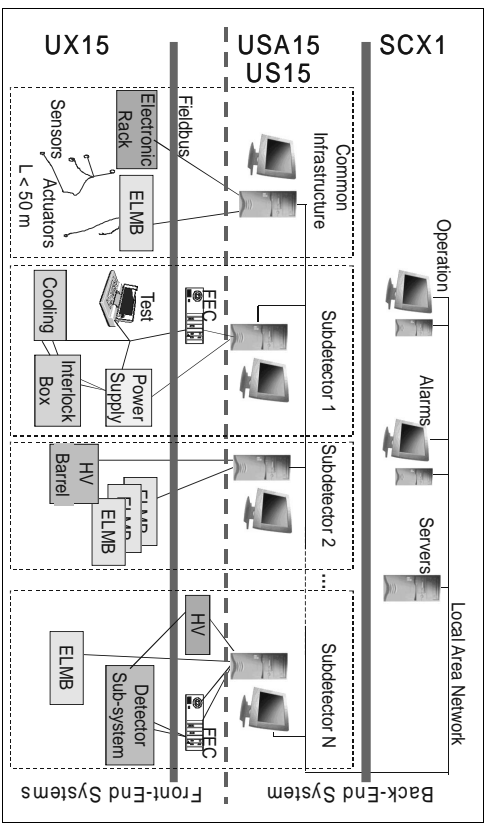 UX15
USA15
US15
SCX1
Fieldbus
Common
Infrastructure
Electronic
Rack
Sensors
Actuators
L < 50 m
ELMB
Operation
Alarms
Servers
Local Area Network
Subdetector 1
FEC
Test
Cooling
Power
Supply
Interlock
Box
Subdetector 2
HV
Barrel
ELMB
ELMB
ELMB
...
Subdetector N
HV
FEC
ELMB
Detector
Sub-system
Front-End Systems
Back-End System